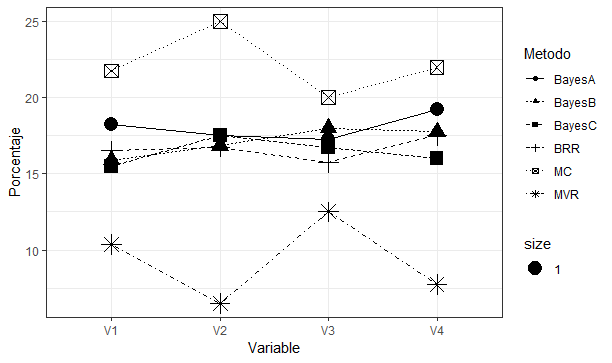 Porcentaje
25
20
15
10
V1
V2
V3
V4
Variable
Metodo
BayesA
BayesB
BayesC
BRR
MC
MVR
size
1